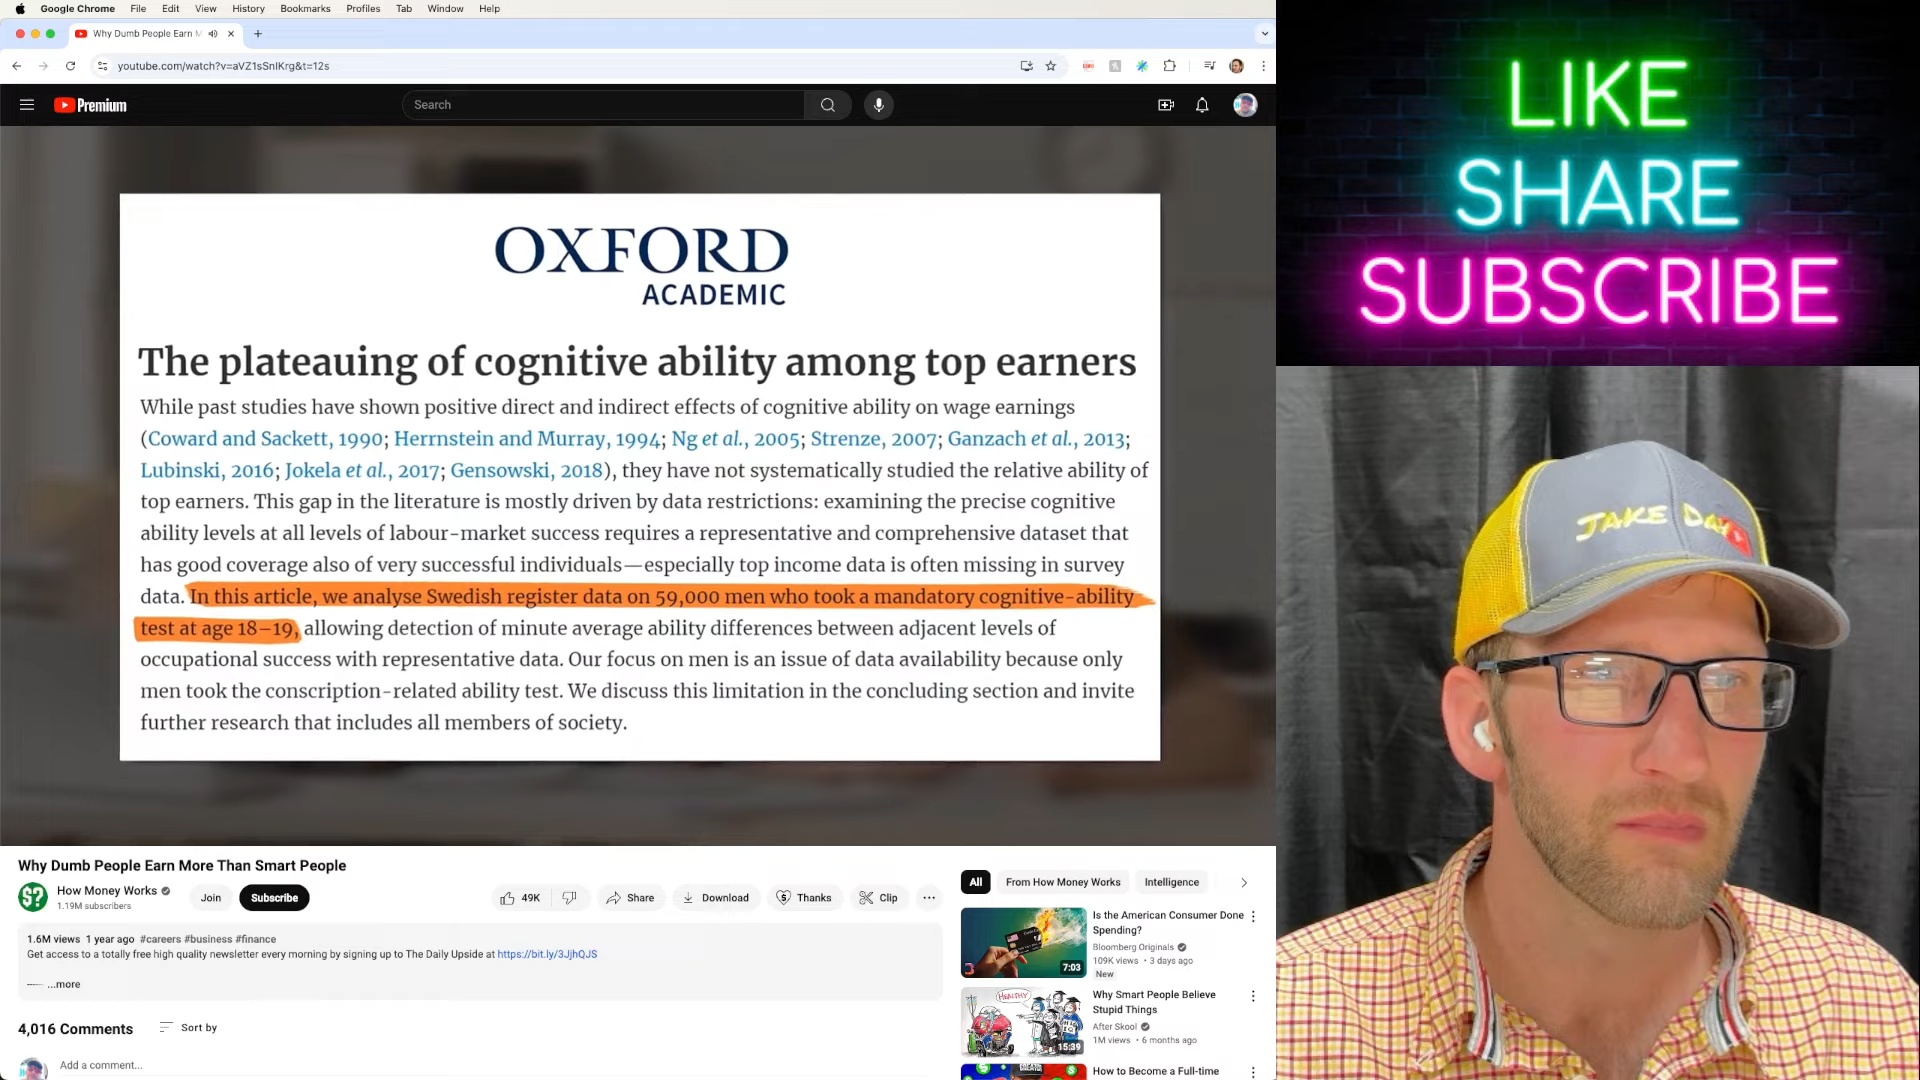 Google Chrome File Edit View History Bookmarks Profiles Tab Window Help
Why Dumb People Earn M
youtube.com/watch?v=aVZ1sSnIKrg&t=12s
Premium
Search
OXFORD
ACADEMIC
The plateauing of cognitive ability among top earners
While past studies have shown positive direct and indirect effects of cognitive ability on wage earnings
(Coward and Sackett, 1990; Herrnstein and Murray, 1994; Ng et al., 2005; Strenze, 2007; Ganzach et al., 2013;
Lubinski, 2016; Jokela et al., 2017; Gensowski, 2018), they have not systematically studied the relative ability of
top earners. This gap in the literature is mostly driven by data restrictions: examining the precise cognitive
ability levels at all levels of labour-market success requires a representative and comprehensive dataset that
has good coverage also of very successful individuals—especially top income data is often missing in survey
data. In this article, we analyse Swedish register data on 59,000 men who took a mandatory cognitive-ability
test at age 18–19, allowing detection of minute average ability differences between adjacent levels of
occupational success with representative data. Our focus on men is an issue of data availability because only
men took the conscription-related ability test. We discuss this limitation in the concluding section and invite
further research that includes all members of society.
Why Dumb People Earn More Than Smart People
How Money Works
1.19M subscribers
Join
Subscribe
49K
Share
Download
Thanks
Clip
1.6M views 1 year ago #careers #business #finance
Get access to a totally free high quality newsletter every morning by signing up to The Daily Upside at https://bit.ly/3JjhQJS
...more
4,016 Comments
Sort by
Add a comment...
All
From How Money Works
Intelligence
Is the American Consumer Done
Spending?
Bloomberg Originals
109K views • 3 days ago
New
7:03
Why Smart People Believe
Stupid Things
After Skool
1M views • 6 months ago
HEALTHY
15:39
How to Become a Full-time
LIKE
SHARE
SUBSCRIBE
JAKE